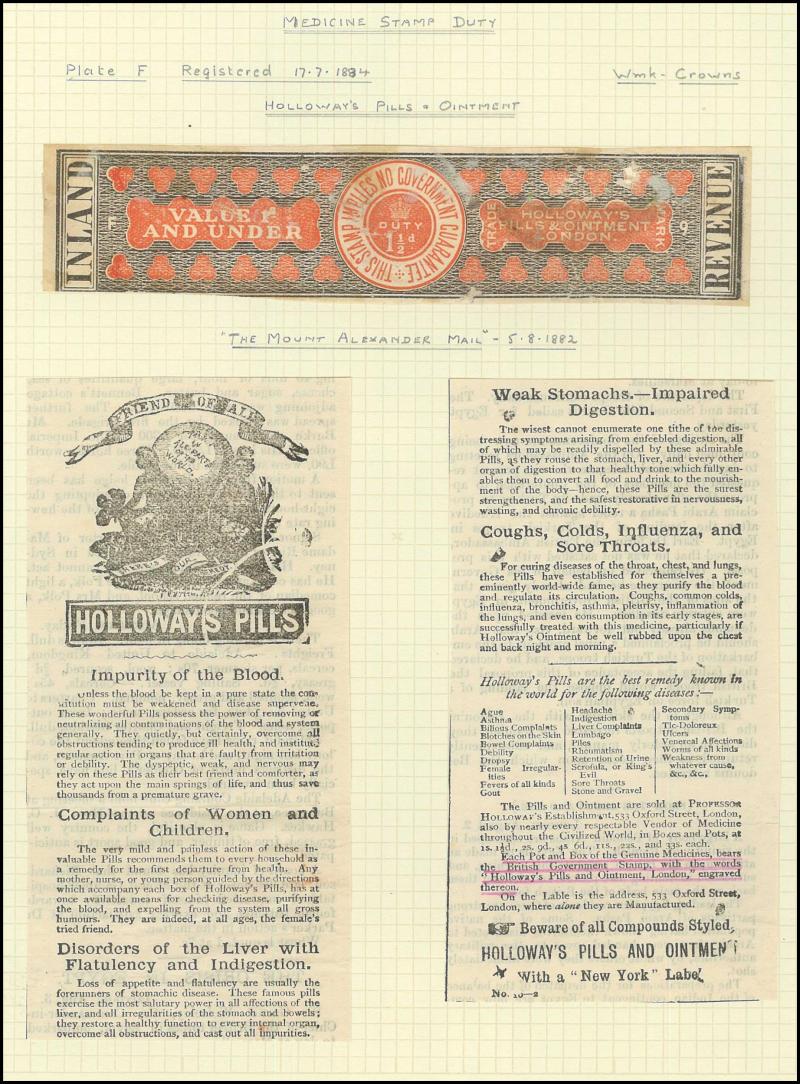 MEDICINE STAMP DUTY
Plate F Registered 17·7·1884 Wmk - Crowns
HOLLOWAY'S PILLS & OINTMENT
INLAND
F
VALUE 1s
AND UNDER
THIS STAMP IMPLIES NO GOVERNMENT GUARANTEE
DUTY
1½d
TRADE MARK
HOLLOWAY'S
PILLS & OINTMENT
LONDON.
9
REVENUE
"THE MOUNT ALEXANDER MAIL" - 5·8·1882
FRIEND OF ALL
ALL PARTS
OF THE
WORLD.
HOLLOWAY'S PILLS
Impurity of the Blood.
Unless the blood be kept in a pure state the con-
stitution must be weakened and disease supervene.
These wonderful Pills possess the power of removing or
neutralizing all contaminations of the blood and system
generally. They quietly, but certainly, overcome all
obstructions tending to produce ill health, and institute
regular action in organs that are faulty from irritation
or debility. The dyspeptic, weak, and nervous may
rely on these Pills as their best friend and comforter, as
they act upon the main springs of life, and thus save
thousands from a premature grave.
Complaints of Women and
Children.
The very mild and painless action of these in-
valuable Pills recommends them to every household as
a remedy for the first departure from health. Any
mother, nurse, or young person guided by the directions
which accompany each box of Holloway's Pills, has at
once available means for checking disease, purifying
the blood, and expelling from the system all gross
humours. They are indeed, at all ages, the female's
tried friend.
Disorders of the Liver with
Flatulency and Indigestion.
Loss of appetite and flatulency are usually the
forerunners of stomachic disease. These famous pills
exercise the most salutary power in all affections of the
liver, and all irregularities of the stomach and bowels;
they restore a healthy function to every internal organ,
overcome all obstructions, and cast out all impurities.
Weak Stomachs.—Impaired
Digestion.
The wisest cannot enumerate one tithe of the dis-
tressing symptoms arising from enfeebled digestion, all
of which may be readily dispelled by these admirable
Pills, as they rouse the stomach, liver, and every other
organ of digestion to that healthy tone which fully en-
ables them to convert all food and drink to the nourish-
ment of the body—hence, these Pills are the surest
strengtheners, and the safest restorative in nervousness,
wasting, and chronic debility.
Coughs, Colds, Influenza, and
Sore Throats.
For curing diseases of the throat, chest, and lungs,
these Pills have established for themselves a pre-
eminently world-wide fame, as they purify the blood
and regulate its circulation. Coughs, common colds,
influenza, bronchitis, asthma, pleurisy, inflammation of
the lungs, and even consumption in its early stages, are
successfully treated with this medicine, particularly if
Holloway's Ointment be well rubbed upon the chest
and back night and morning.
Holloway's Pills are the best remedy known in
the world for the following diseases:—
Ague
Asthma
Bilious Complaints
Blotches on the Skin
Bowel Complaints
Debility
Dropsy
Female Irregular-
ities
Fevers of all kinds
Gout
Headache
Indigestion
Liver Complaints
Lumbago
Piles
Rheumatism
Retention of Urine
Scrofula, or King's
Evil
Sore Throats
Stone and Gravel
Secondary Symp-
toms
Tic-Doloreux
Ulcers
Venereal Affections
Worms of all kinds
Weakness from
whatever cause,
&c., &c.,
The Pills and Ointment are sold at PROFESSOR
HOLLOWAY'S Establishment, 533 Oxford Street, London,
also by nearly every respectable Vendor of Medicine
throughout the Civilized World, in Boxes and Pots, at
1s. 1½d., 2s. 9d., 4s. 6d., 11s., 22s., and 33s. each.
Each Pot and Box of the Genuine Medicines, bears
the British Government Stamp, with the words
"Holloway's Pills and Ointment, London," engraved
thereon.
On the Lable is the address, 533 Oxford Street,
London, where alone they are Manufactured.
Beware of all Compounds Styled,
HOLLOWAY'S PILLS AND OINTMENT
With a "New York" Label
No. 10—2